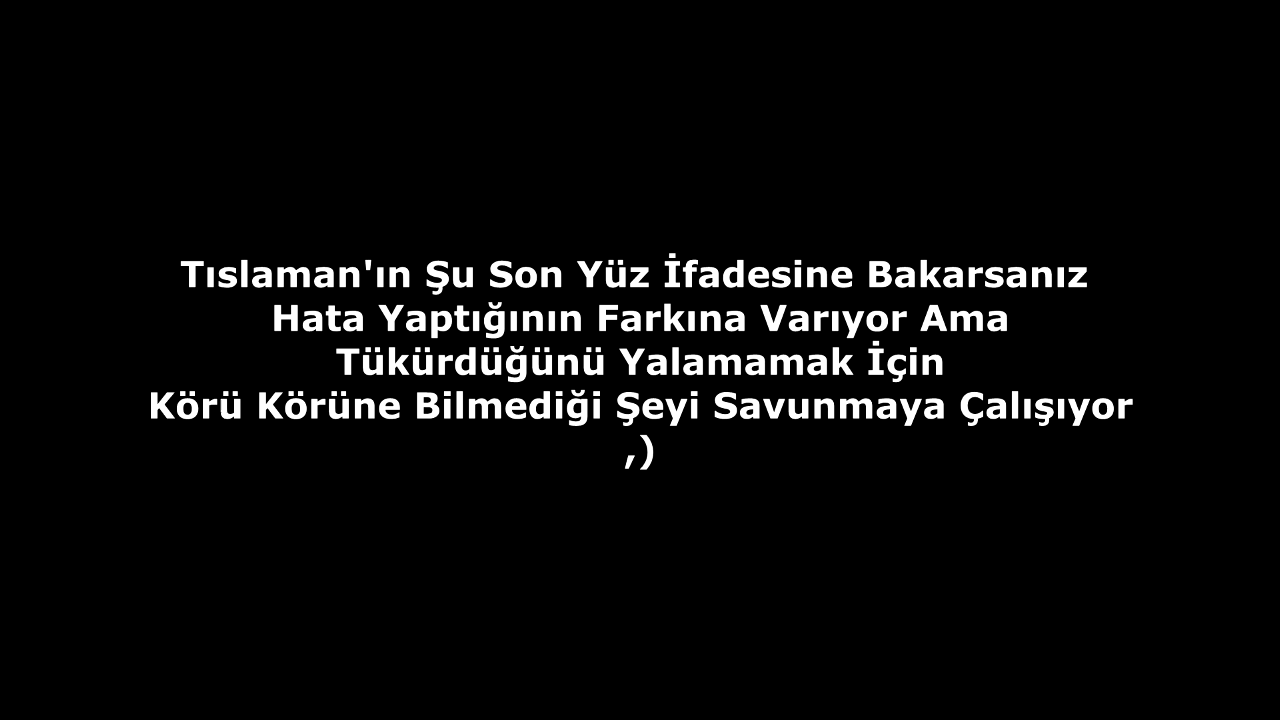 Tıslaman'ın Şu Son Yüz İfadesine Bakarsanız
Hata Yaptığının Farkına Varıyor Ama
Tükürdüğünü Yalamamak İçin
Körü Körüne Bilmediği Şeyi Savunmaya Çalışıyor
,)